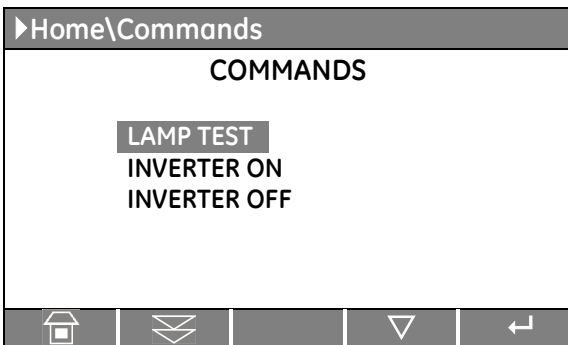 Home\Commands
COMMANDS
LAMP TEST
INVERTER ON
INVERTER OFF